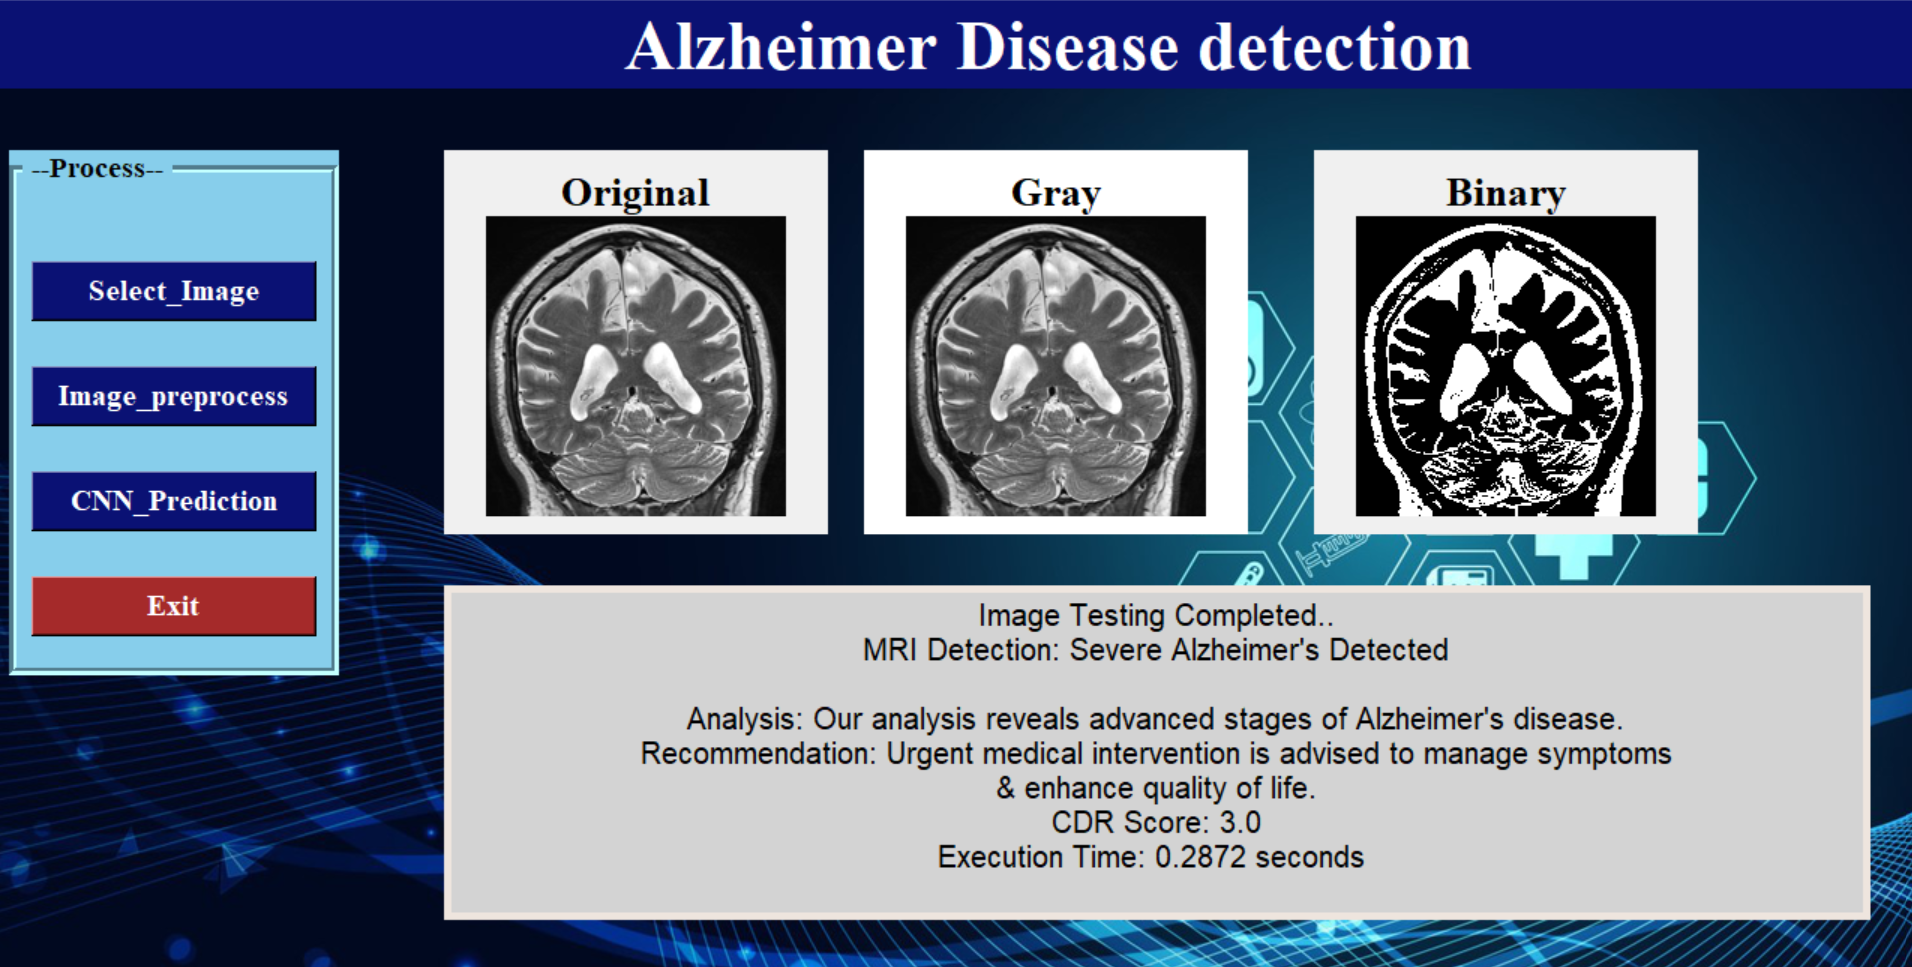 Alzheimer Disease detection
--Process--
Select_Image
Image_preprocess
CNN_Prediction
Exit
Original
Gray
Binary
Image Testing Completed..
MRI Detection: Severe Alzheimer's Detected
Analysis: Our analysis reveals advanced stages of Alzheimer's disease.
Recommendation: Urgent medical intervention is advised to manage symptoms
& enhance quality of life.
CDR Score: 3.0
Execution Time: 0.2872 seconds